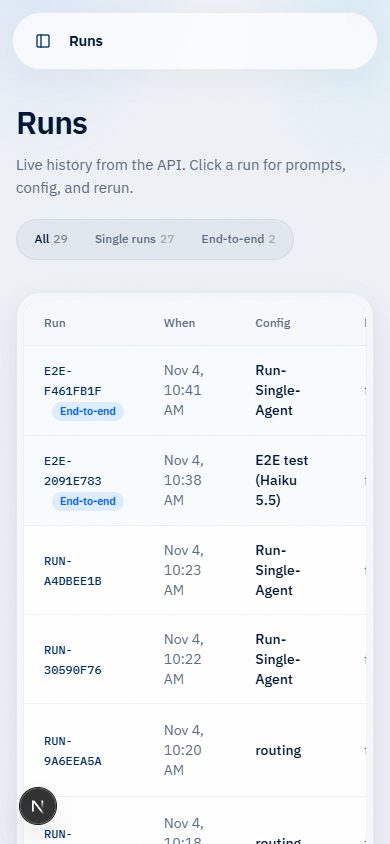 Runs
Runs
Live history from the API. Click a run for prompts,
config, and rerun.
All 29 Single runs 27 End-to-end 2
Run When Config
E2E-
F461FB1F
End-to-end
Nov 4,
10:41
AM
Run-
Single-
Agent
E2E-
2091E783
End-to-end
Nov 4,
10:38
AM
E2E test
(Haiku
5.5)
RUN-
A4DBEE1B
Nov 4,
10:23
AM
Run-
Single-
Agent
RUN-
30590F76
Nov 4,
10:22
AM
Run-
Single-
Agent
RUN-
9A6EEA5A
Nov 4,
10:20
AM
routing
N
RUN-
Nov 4,
10:18
routing